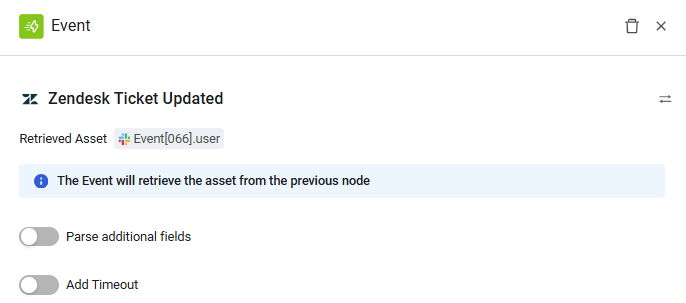 Event
Zendesk Ticket Updated
Retrieved Asset Event[066].user
The Event will retrieve the asset from the previous node
Parse additional fields
Add Timeout